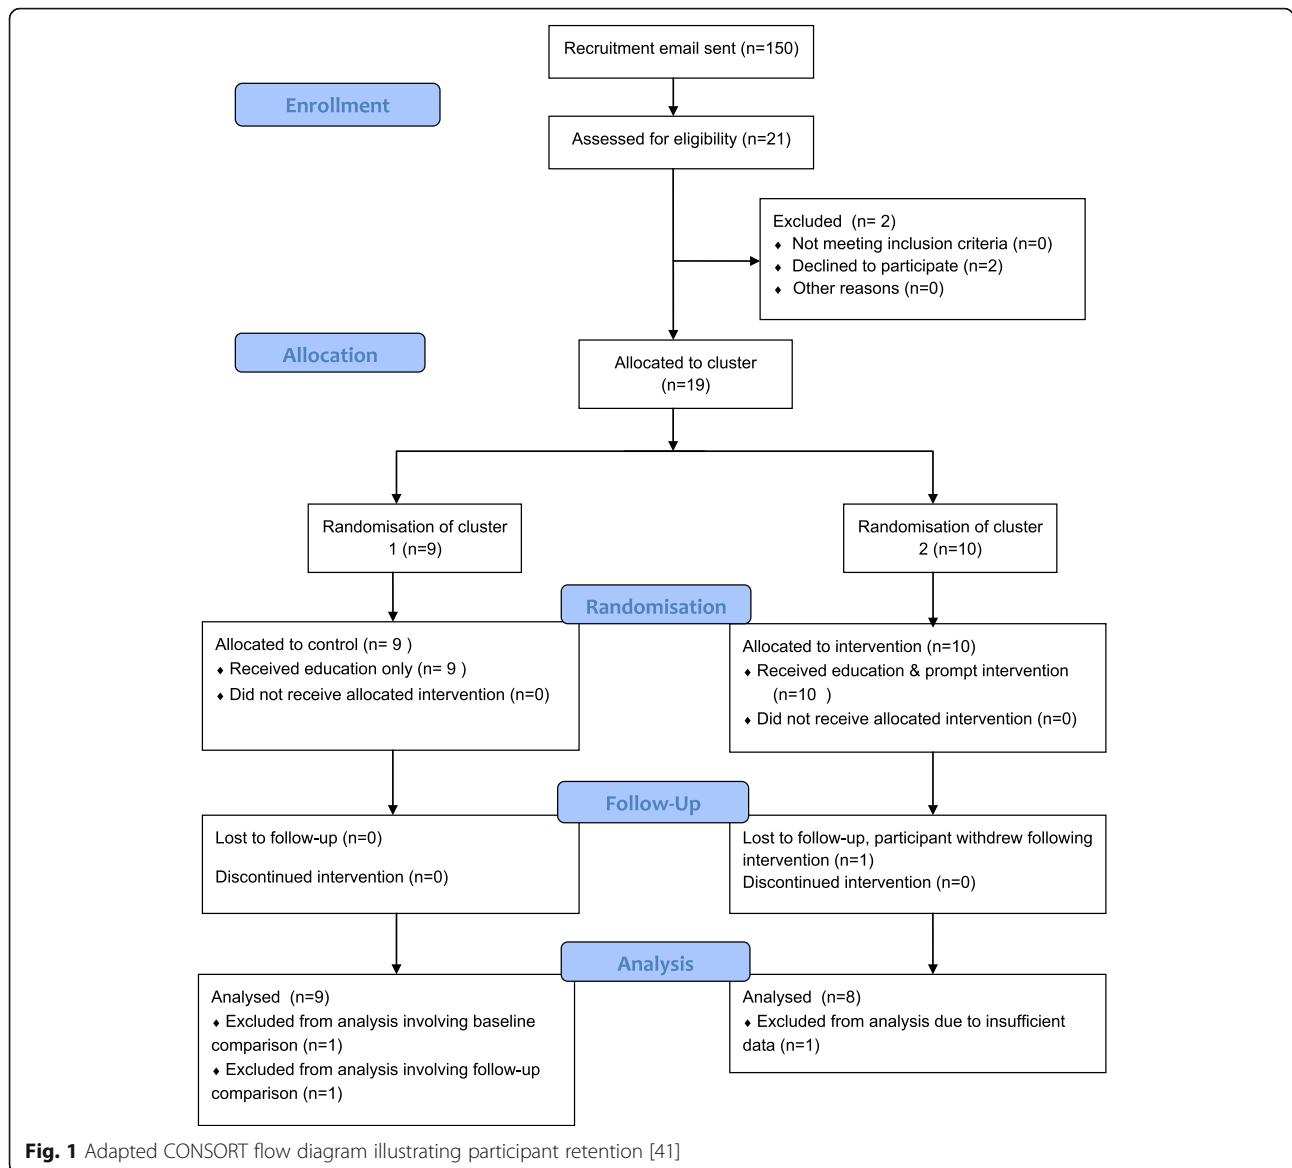 Recruitment email sent (n=150)
Enrollment
Assessed for eligibility (n=21)
Excluded (n= 2)
♦ Not meeting inclusion criteria (n=0)
♦ Declined to participate (n=2)
♦ Other reasons (n=0)
Allocation
Allocated to cluster
(n=19)
Randomisation of cluster
1 (n=9)
Randomisation of cluster
2 (n=10)
Randomisation
Allocated to control (n= 9 )
♦ Received education only (n= 9 )
♦ Did not receive allocated intervention (n=0)
Allocated to intervention (n=10)
♦ Received education & prompt intervention
(n=10 )
♦ Did not receive allocated intervention (n=0)
Follow-Up
Lost to follow-up (n=0)
Discontinued intervention (n=0)
Lost to follow-up, participant withdrew following
intervention (n=1)
Discontinued intervention (n=0)
Analysis
Analysed (n=9)
♦ Excluded from analysis involving baseline
comparison (n=1)
♦ Excluded from analysis involving follow-up
comparison (n=1)
Analysed (n=8)
♦ Excluded from analysis due to insufficient
data (n=1)
Fig. 1 Adapted CONSORT flow diagram illustrating participant retention [41]